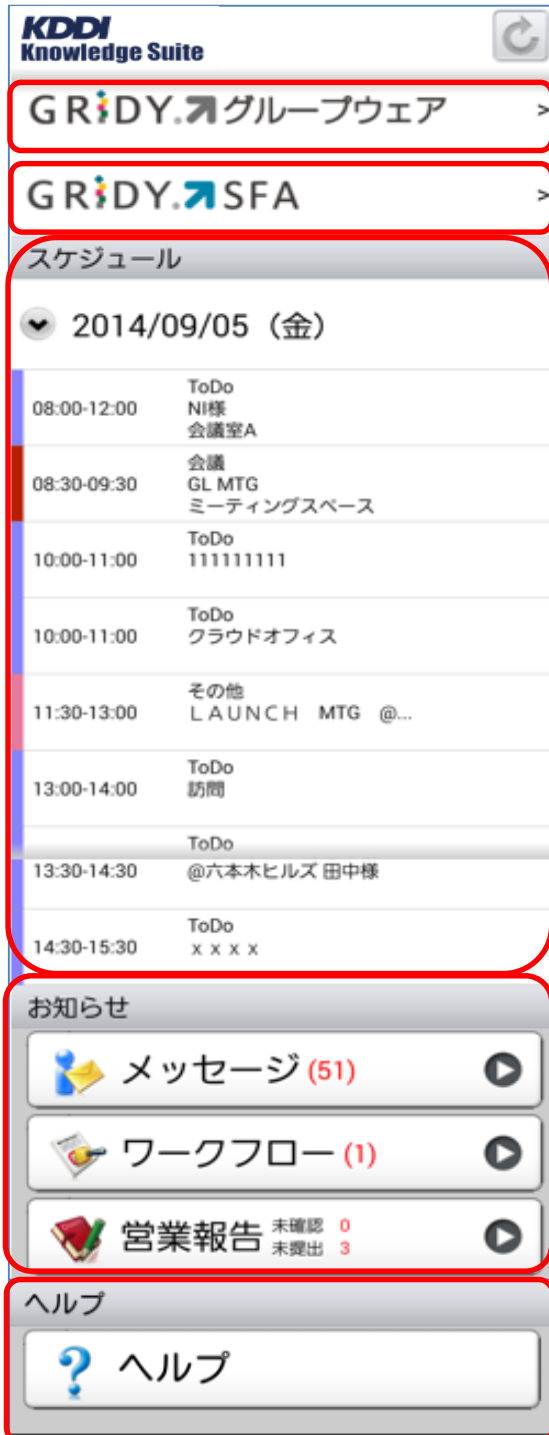 KDDI
Knowledge Suite
GRiDY.グループウェア >
GRiDY.SFA >
スケジュール
2014/09/05（金）
ToDo
08:00-12:00 NI様
会議室A
会議
08:30-09:30 GL MTG
ミーティングスペース
ToDo
10:00-11:00 111111111
ToDo
10:00-11:00 クラウドオフィス
その他
11:30-13:00 ＬＡＵＮＣＨ　MTG　@...
ToDo
13:00-14:00 訪問
ToDo
13:30-14:30 @六本木ヒルズ 田中様
ToDo
14:30-15:30 ｘｘｘｘ
お知らせ
メッセージ (51)
ワークフロー (1)
営業報告 未確認 0
未提出 3
ヘルプ
ヘルプ